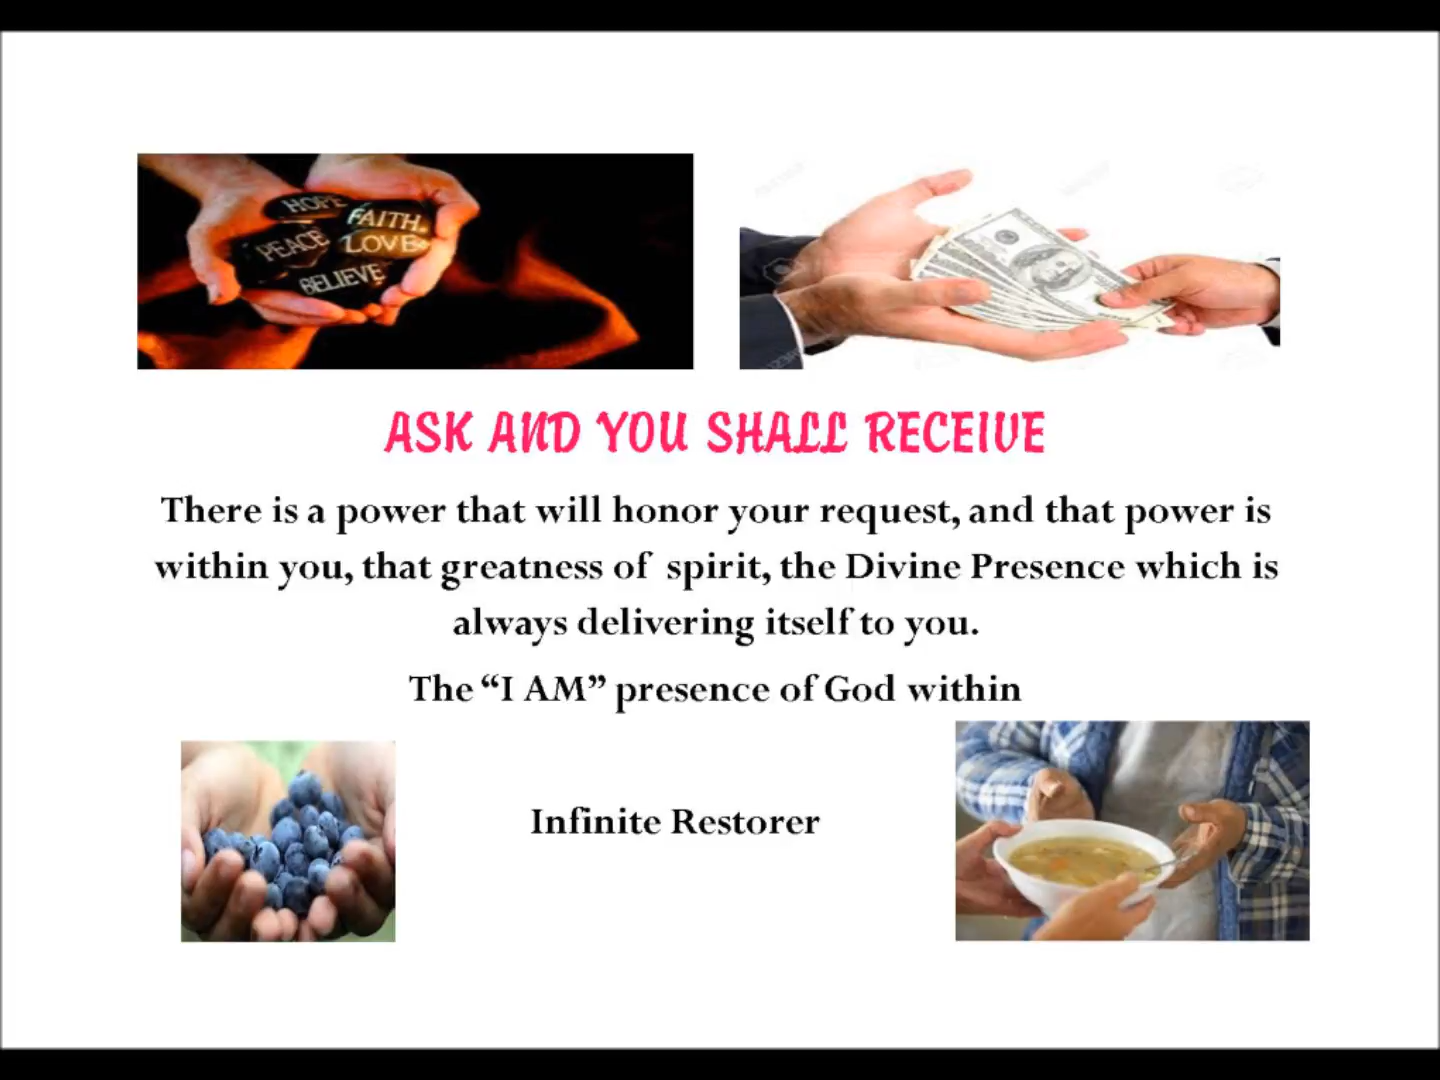 HOPE
FAITH
PEACE
LOVE
BELIEVE
ASK AND YOU SHALL RECEIVE
There is a power that will honor your request, and that power is
within you, that greatness of spirit, the Divine Presence which is
always delivering itself to you.
The “I AM” presence of God within
Infinite Restorer